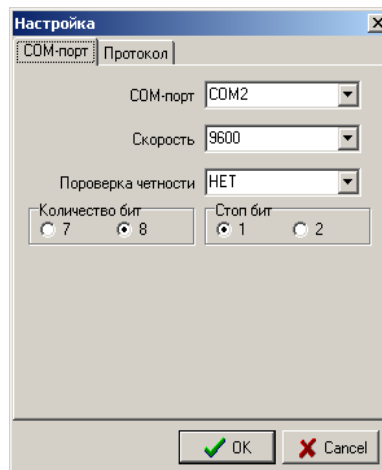 Настройка
COM-порт Протокол
COM-порт COM2
Скорость 9600
Пороверка четности НЕТ
Количество бит Стоп бит
7 8 1 2
OK Cancel